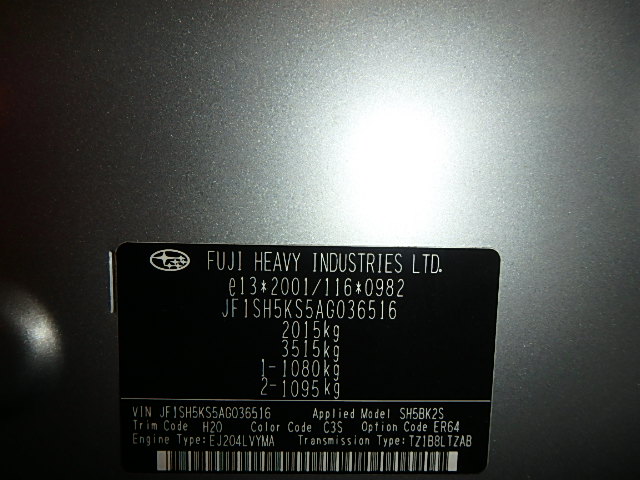 FUJI HEAVY INDUSTRIES LTD.
e13*2001/116*0982
JF1SH5KS5AG036516
2015kg
3515kg
1-1080kg
2-1095kg
VIN JF1SH5KS5AG036516 Applied Model SH5BK2S
Trim Code H20 Color Code C3S Option Code ER64
Engine Type:EJ204LVYMA Transmission Type:TZ1B8LTZAB